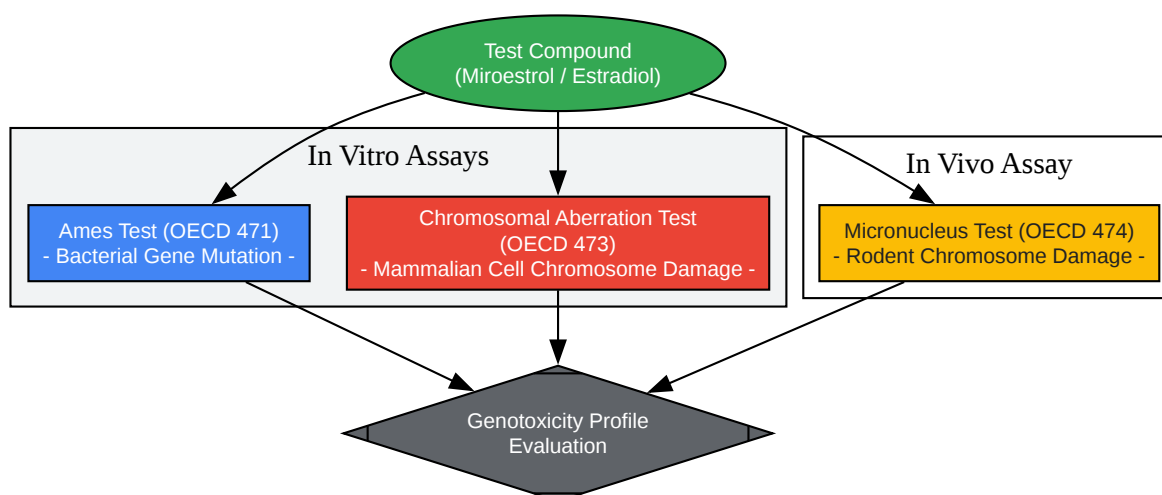 Test Compound
(Miroestrol / Estradiol)
In Vitro Assays
In Vivo Assay
Ames Test (OECD 471)
- Bacterial Gene Mutation -
Chromosomal Aberration Test
(OECD 473)
- Mammalian Cell Chromosome Damage -
Micronucleus Test (OECD 474)
- Rodent Chromosome Damage -
Genotoxicity Profile
Evaluation